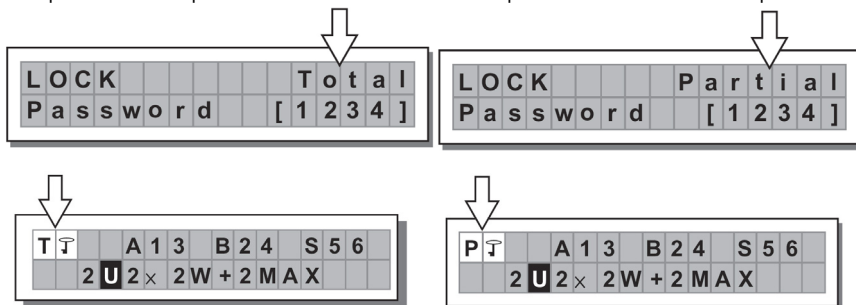 LOCK Total
Password [1234]
LOCK Partial
Password [1234]
T A13 B24 S56
2U2× 2W+2MAX
P A13 B24 S56
2U2× 2W+2MAX